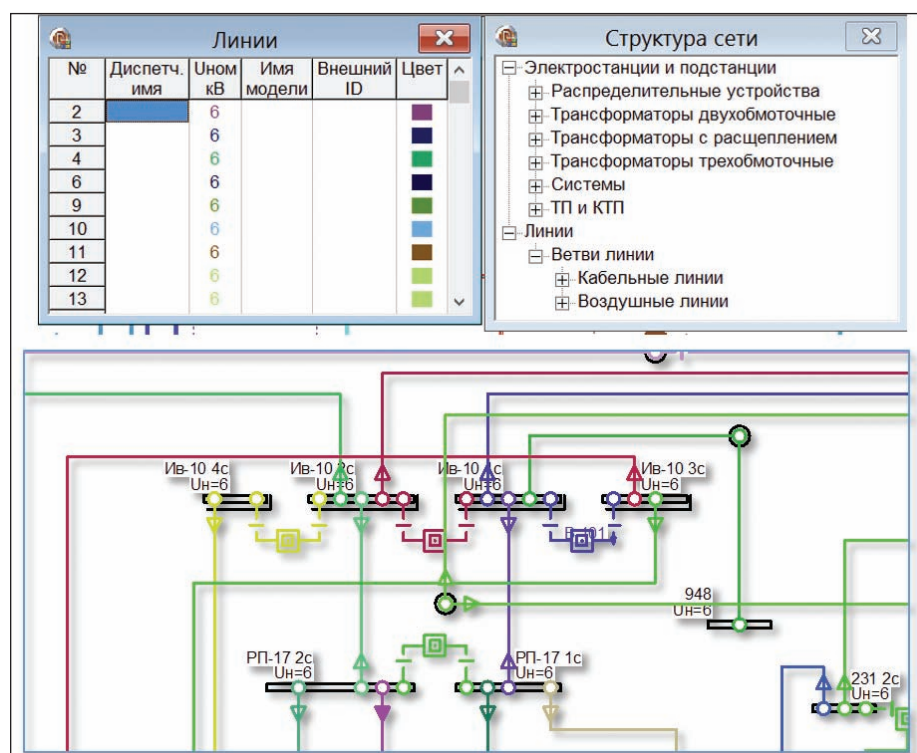 Линии
№ Диспетч. имя Uном кВ Имя модели Внешний ID Цвет
2 6
3 6
4 6
6 6
9 6
10 6
11 6
12 6
13 6
Структура сети
Электростанции и подстанции
Распределительные устройства
Трансформаторы двухобмоточные
Трансформаторы с расщеплением
Трансформаторы трехобмоточные
Системы
ТП и КТП
Линии
Ветви линии
Кабельные линии
Воздушные линии
Ив-10 4с
Uн=6
Ив-10 2с
Uн=6
Ив-10 1с
Uн=6
Ив-10 3с
Uн=6
948
Uн=6
РП-17 2с
Uн=6
РП-17 1с
Uн=6
231 2с
Uн=6